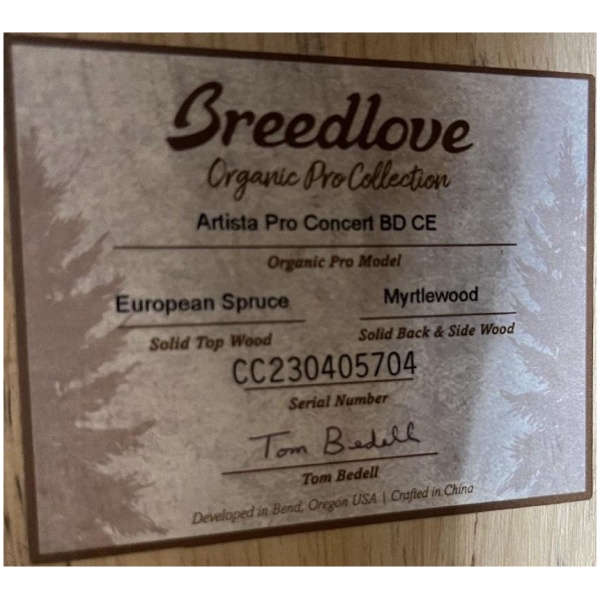 Breedlove
Organic Pro Collection
Artista Pro Concert BD CE
Organic Pro Model
European Spruce
Solid Top Wood
Myrtlewood
Solid Back & Side Wood
CC230405704
Serial Number
Tom Bedell
Tom Bedell
Developed in Bend, Oregon USA | Crafted in China